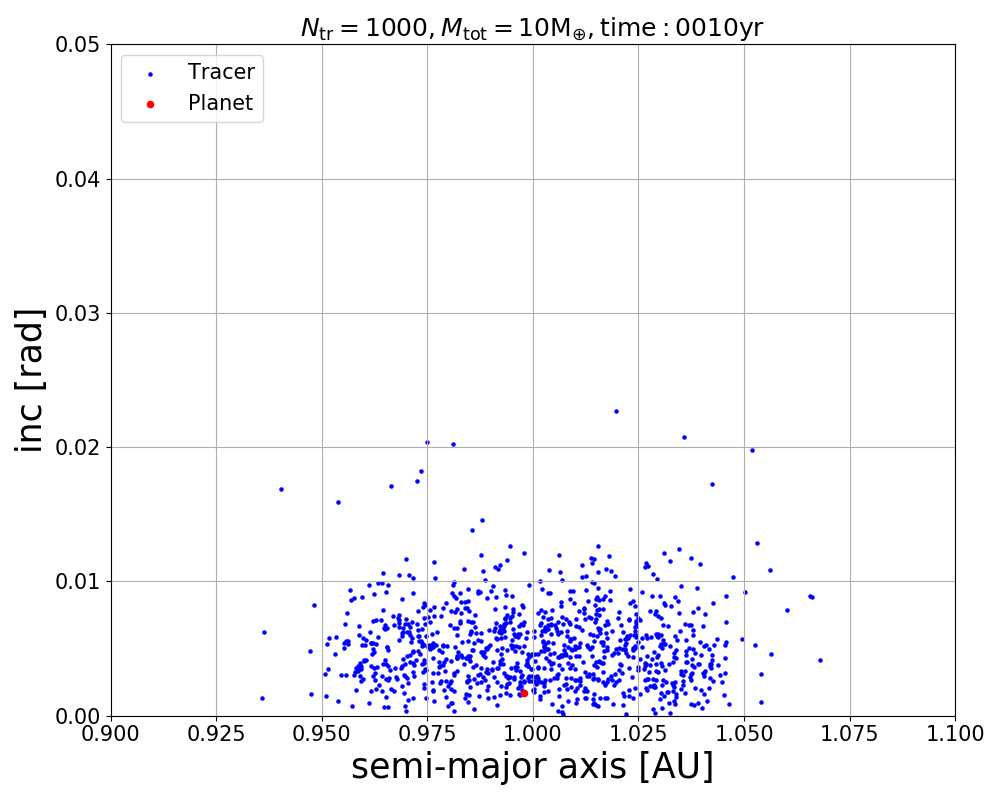 N_tr = 1000, M_tot = 10M_⊕, time : 0010yr
Tracer
Planet
inc [rad]
0.05
0.04
0.03
0.02
0.01
0.00
0.900 0.925 0.950 0.975 1.000 1.025 1.050 1.075 1.100
semi-major axis [AU]